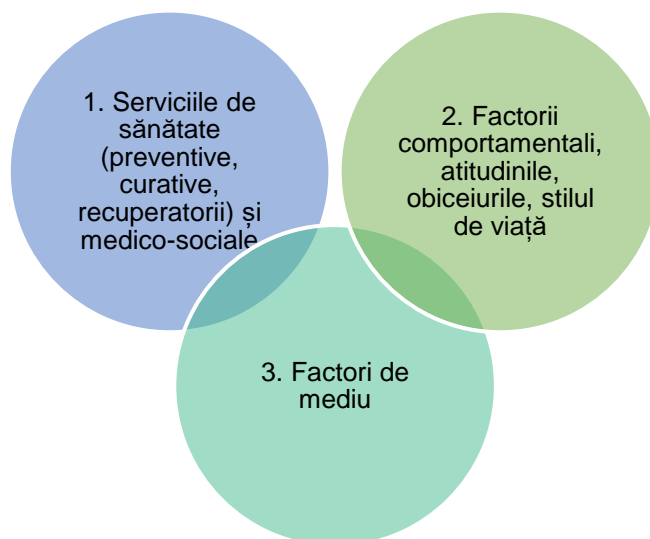 1. Serviciile de
sănătate
(preventive,
curative,
recuperatorii) și
medico-sociale
2. Factorii
comportamentali,
atitudinile,
obiceiurile, stilul
de viață
3. Factori de
mediu